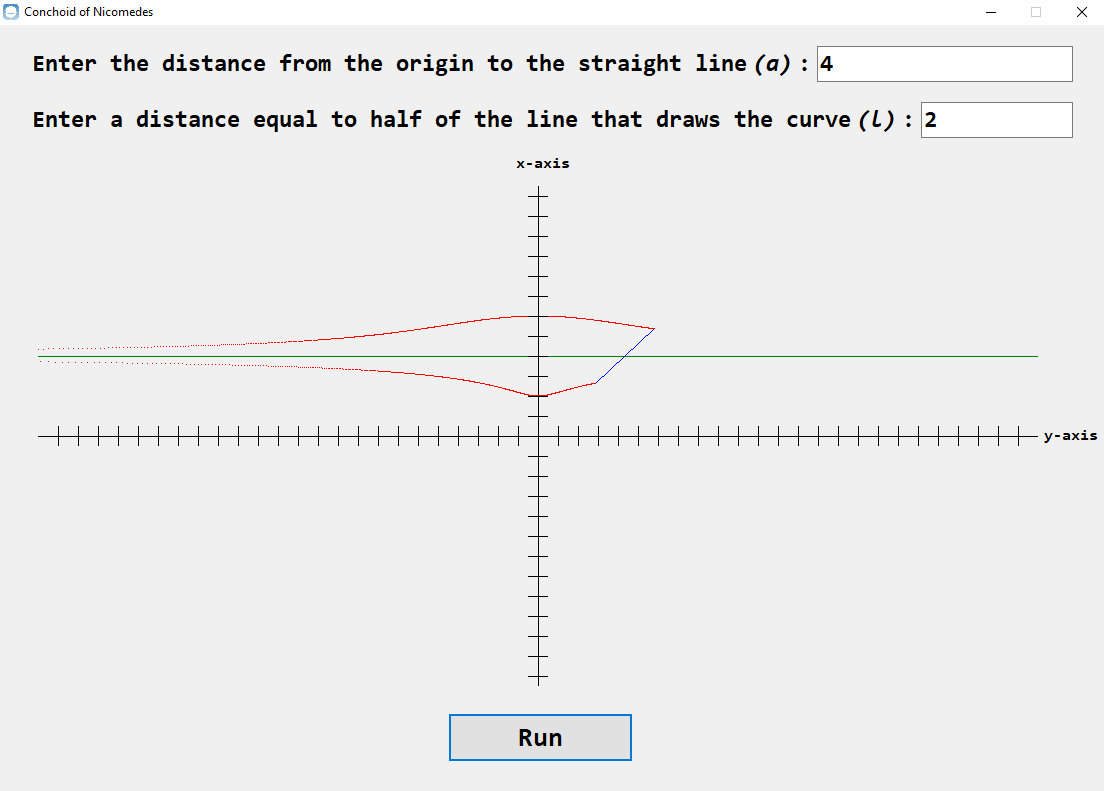 Conchoid of Nicomedes
Enter the distance from the origin to the straight line (a) : 4
Enter a distance equal to half of the line that draws the curve (l) : 2
x-axis
y-axis
Run